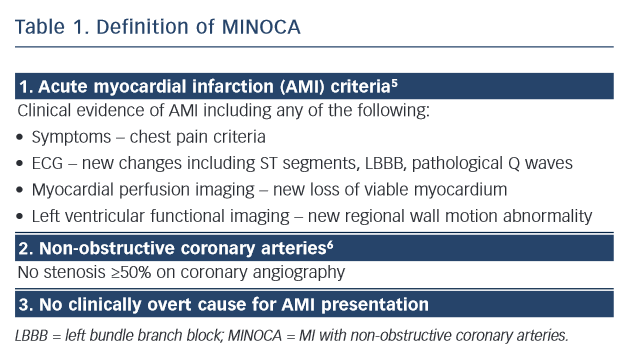 Table 1. Definition of MINOCA
1. Acute myocardial infarction (AMI) criteria⁵
Clinical evidence of AMI including any of the following:
• Symptoms – chest pain criteria
• ECG – new changes including ST segments, LBBB, pathological Q waves
• Myocardial perfusion imaging – new loss of viable myocardium
• Left ventricular functional imaging – new regional wall motion abnormality
2. Non-obstructive coronary arteries⁶
No stenosis ≥50% on coronary angiography
3. No clinically overt cause for AMI presentation
LBBB = left bundle branch block; MINOCA = MI with non-obstructive coronary arteries.